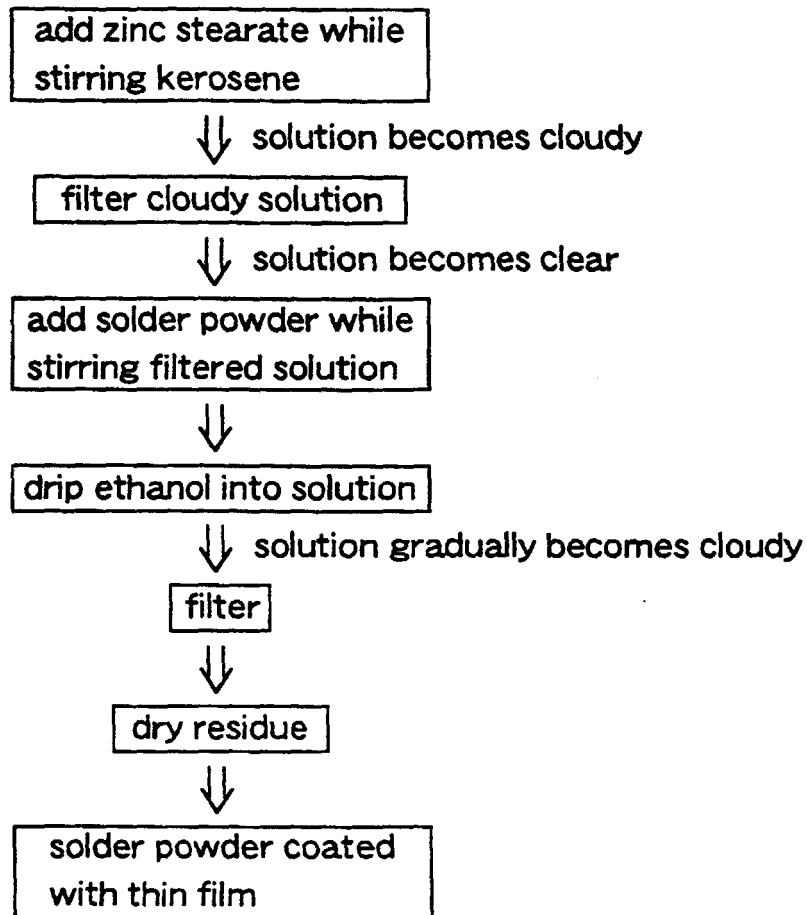 add zinc stearate while
stirring kerosene
solution becomes cloudy
filter cloudy solution
solution becomes clear
add solder powder while
stirring filtered solution
drip ethanol into solution
solution gradually becomes cloudy
filter
dry residue
solder powder coated
with thin film